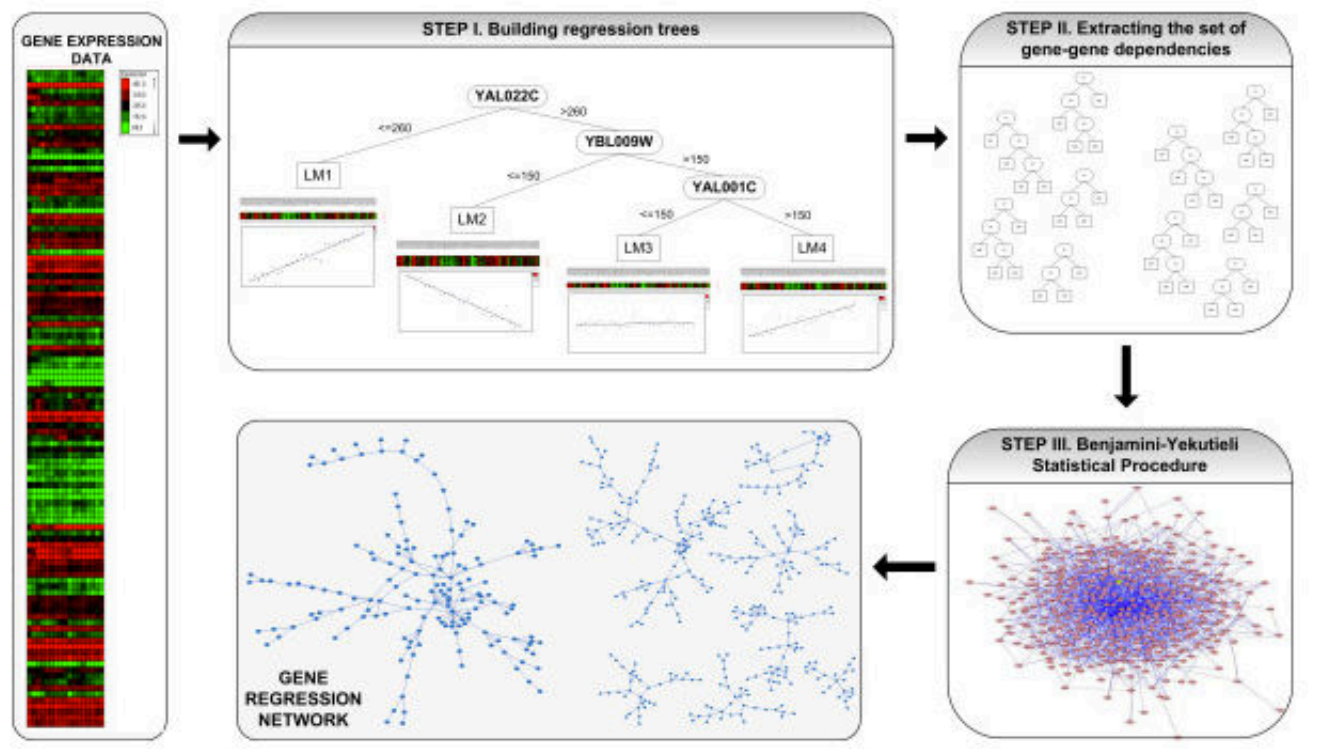 GENE EXPRESSION
DATA
STEP I. Building regression trees
YAL022C
<=260
>260
YBL009W
LM1
<=150
>150
YAL001C
LM2
<=150
>150
LM3
LM4
STEP II. Extracting the set of
gene-gene dependencies
STEP III. Benjamini-Yekutieli
Statistical Procedure
GENE
REGRESSION
NETWORK